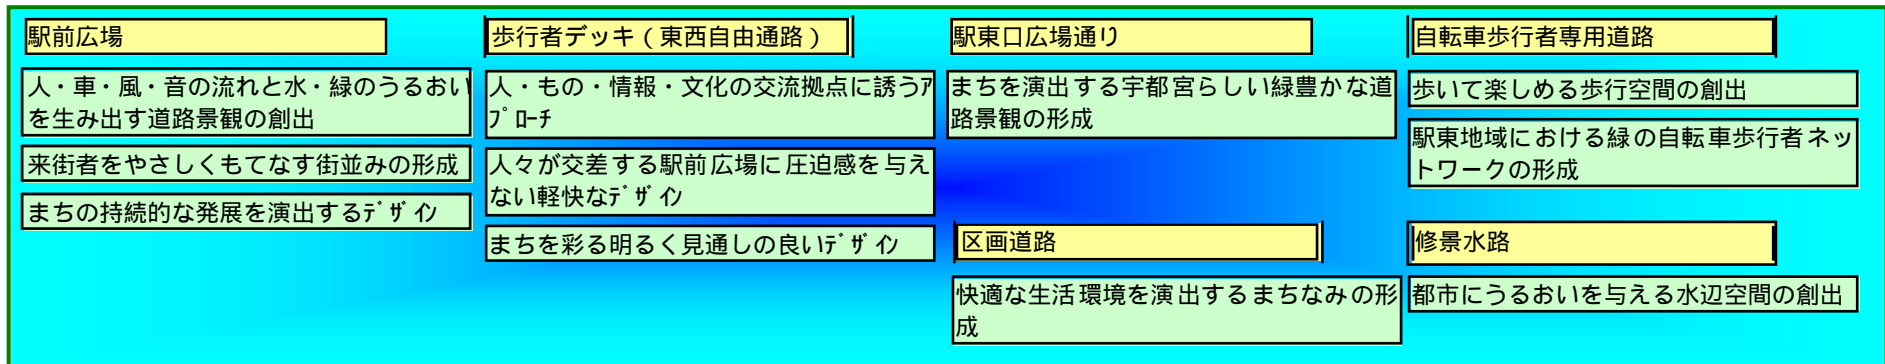 駅前広場
人・車・風・音の流れと水・緑のうるおい
を生み出す道路景観の創出
来街者をやさしくもてなす街並みの形成
まちの持続的な発展を演出するﾃﾞｻﾞｲﾝ
歩行者デッキ（東西自由通路）
人・もの・情報・文化の交流拠点に誘うｱ
ﾌﾟﾛｰﾁ
人々が交差する駅前広場に圧迫感を与え
ない軽快なﾃﾞｻﾞｲﾝ
まちを彩る明るく見通しの良いﾃﾞｻﾞｲﾝ
駅東口広場通り
まちを演出する宇都宮らしい緑豊かな道
路景観の形成
区画道路
快適な生活環境を演出するまちなみの形
成
自転車歩行者専用道路
歩いて楽しめる歩行空間の創出
駅東地域における緑の自転車歩行者ネッ
トワークの形成
修景水路
都市にうるおいを与える水辺空間の創出